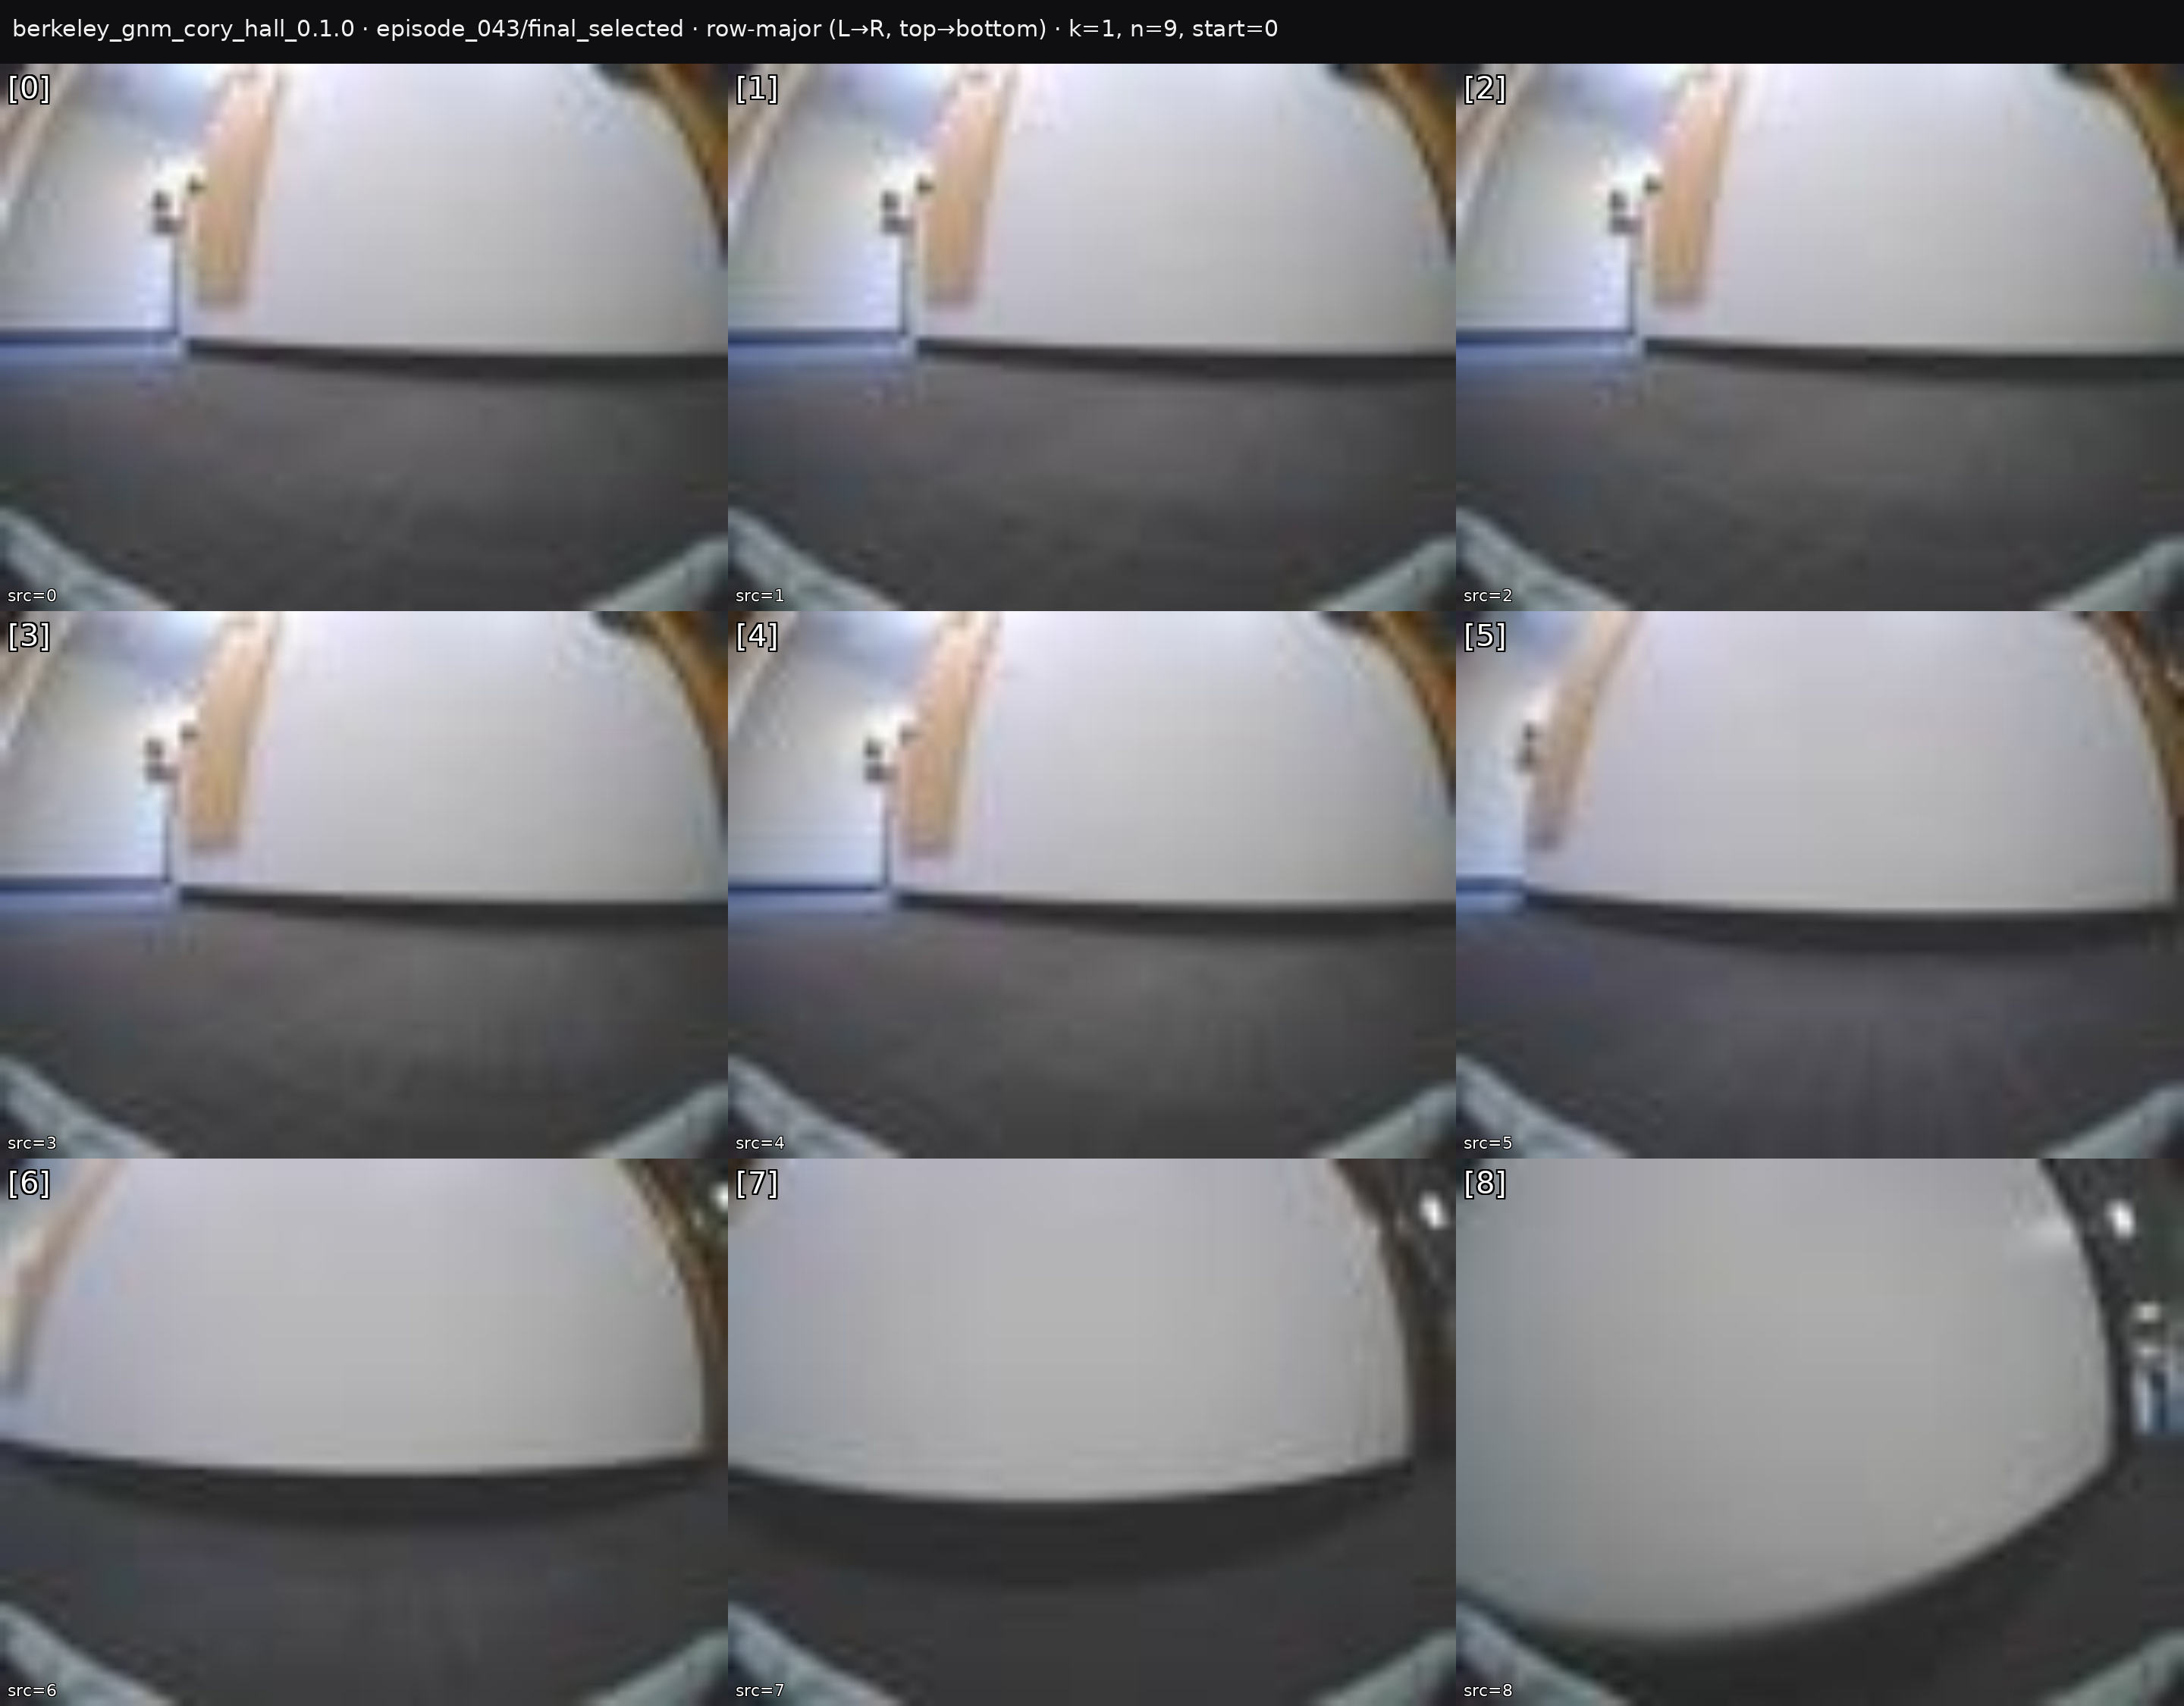 berkeley_gnm_cory_hall_0.1.0 · episode_043/final_selected · row-major (L→R, top→bottom) · k=1, n=9, start=0
[0]
[1]
[2]
src=0
src=1
src=2
[3]
[4]
[5]
src=3
src=4
src=5
[6]
[7]
[8]
src=6
src=7
src=8